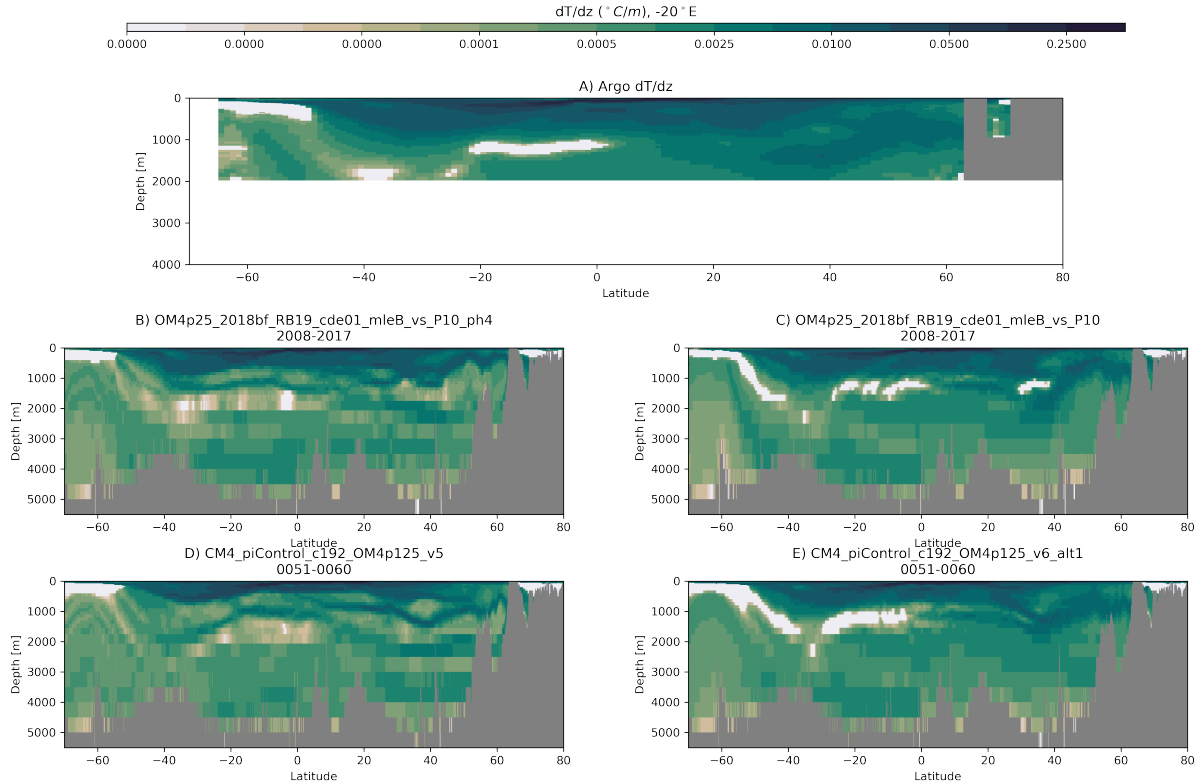 dT/dz (°C/m), -20°E
0.0000 0.0000 0.0000 0.0001 0.0005 0.0025 0.0100 0.0500 0.2500
A) Argo dT/dz
0
1000
2000
3000
4000
Depth [m]
−60 −40 −20 0 20 40 60 80
Latitude
B) OM4p25_2018bf_RB19_cde01_mleB_vs_P10_ph4
2008-2017
0
1000
2000
3000
4000
5000
Depth [m]
−60 −40 −20 0 20 40 60 80
Latitude
C) OM4p25_2018bf_RB19_cde01_mleB_vs_P10
2008-2017
0
1000
2000
3000
4000
5000
Depth [m]
−60 −40 −20 0 20 40 60 80
Latitude
D) CM4_piControl_c192_OM4p125_v5
0051-0060
0
1000
2000
3000
4000
5000
Depth [m]
−60 −40 −20 0 20 40 60 80
Latitude
E) CM4_piControl_c192_OM4p125_v6_alt1
0051-0060
0
1000
2000
3000
4000
5000
Depth [m]
−60 −40 −20 0 20 40 60 80
Latitude